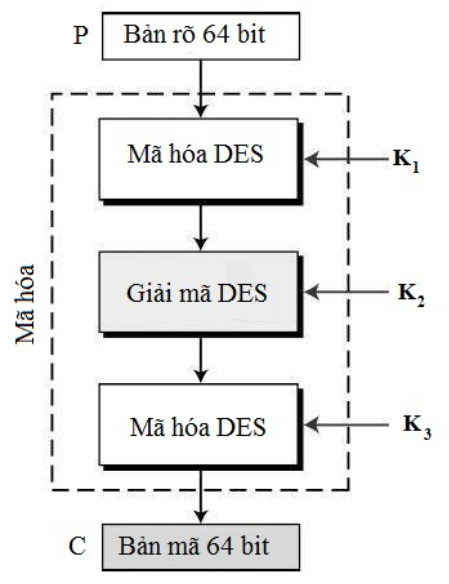 P
Bản rõ 64 bit
Mã hóa DES
K1
Mã hóa
Giải mã DES
K2
Mã hóa DES
K3
C
Bản mã 64 bit